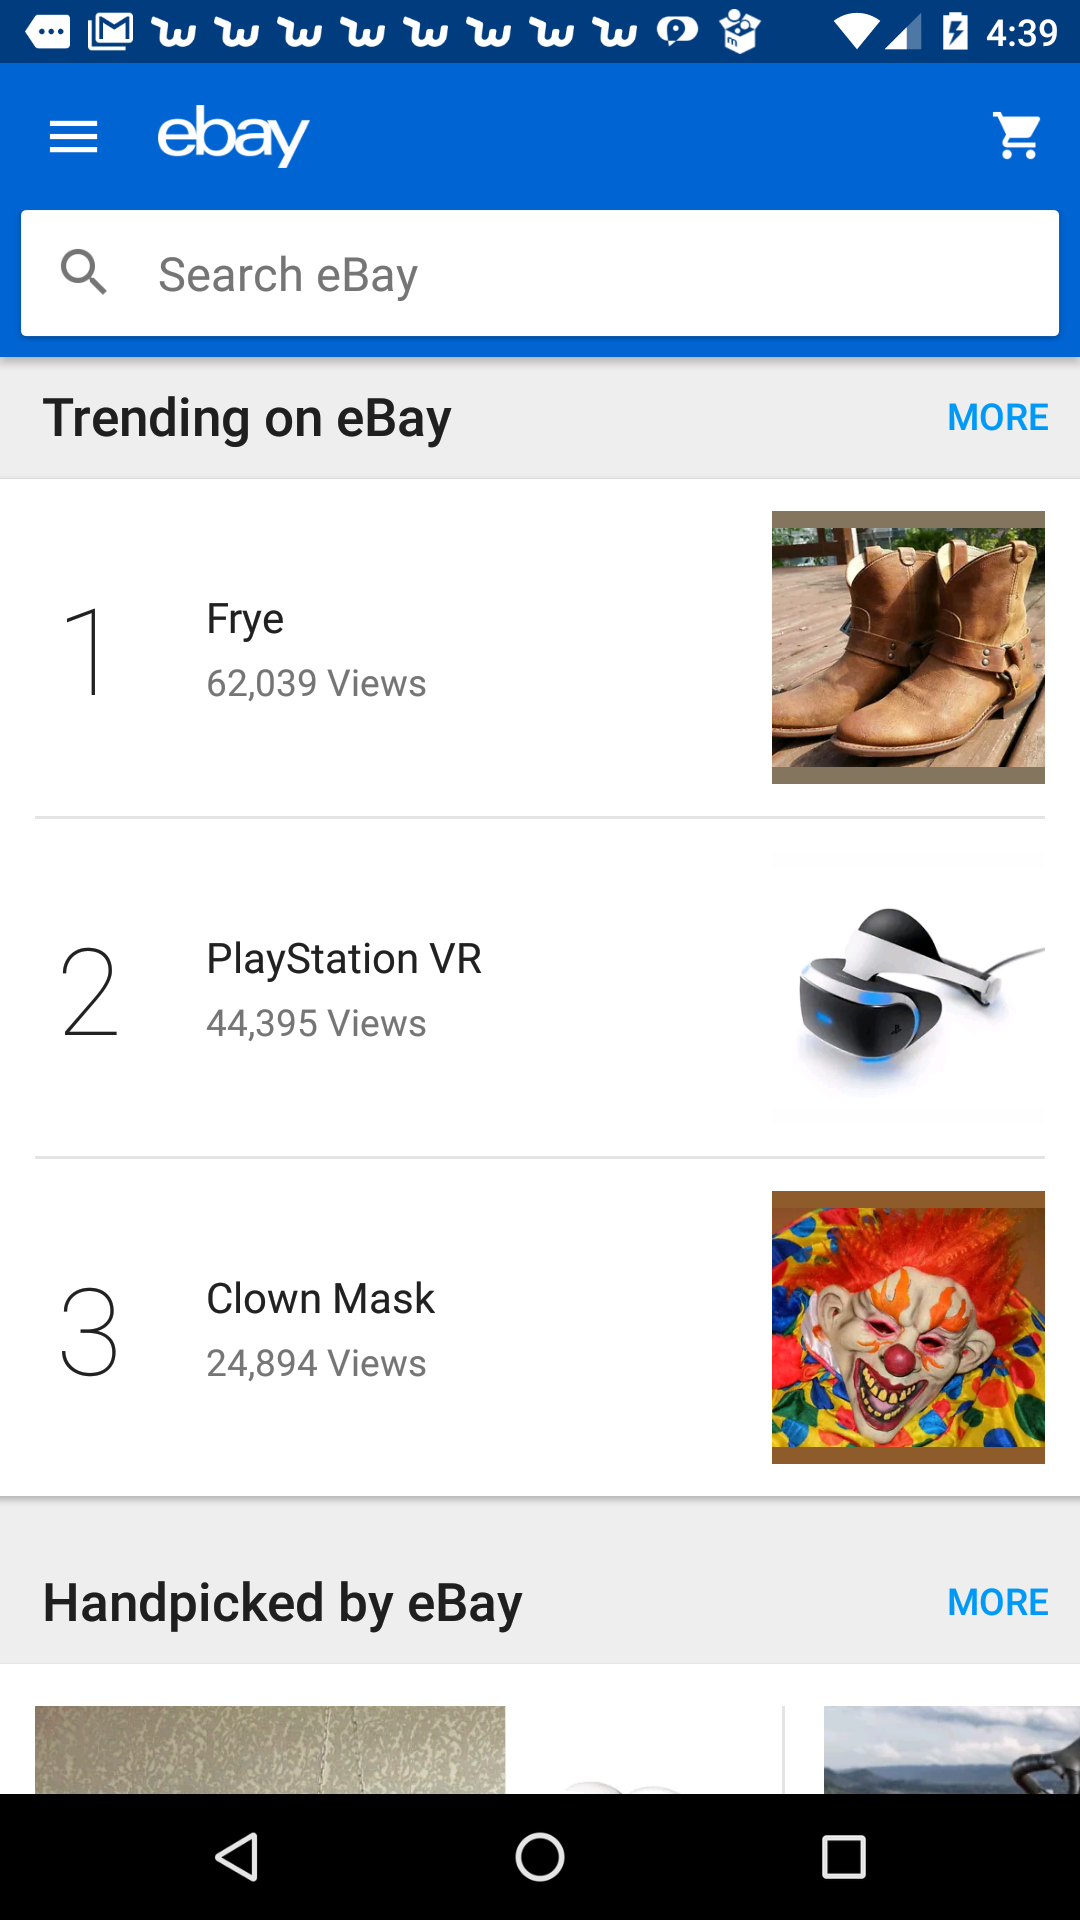 4:39
ebay
Search eBay
Trending on eBay
MORE
1
Frye
62,039 Views
2
PlayStation VR
44,395 Views
3
Clown Mask
24,894 Views
Handpicked by eBay
MORE